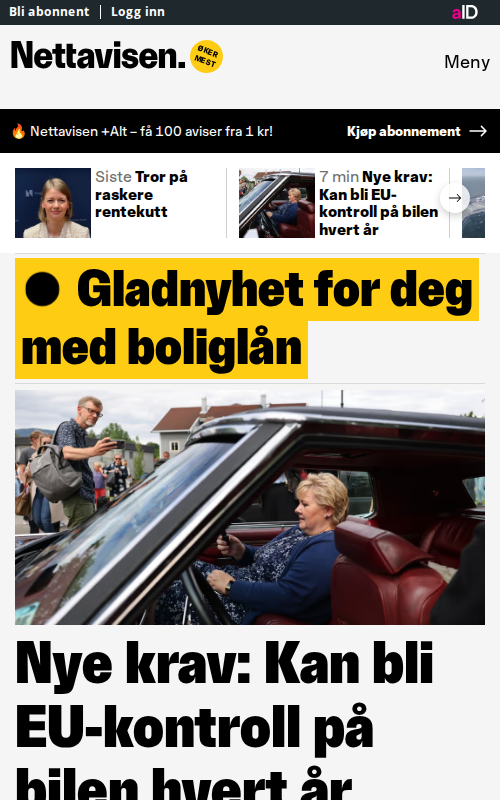 Bli abonnent
Logg inn
aID
Nettavisen.
ØKER
MEST
Meny
🔥 Nettavisen +Alt – få 100 aviser fra 1 kr!
Kjøp abonnement
Siste Tror på
raskere
rentekutt
7 min Nye krav:
Kan bli EU-
kontroll på bilen
hvert år
Gladnyhet for deg
med boliglån
Nye krav: Kan bli
EU-kontroll på
bilen hvert år